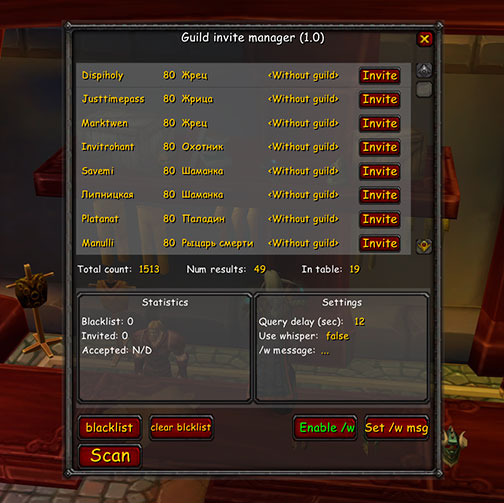 Guild invite manager (1.0)
Dispiholy 80 Жрец <Without guild> Invite
Justtimepass 80 Жрица <Without guild> Invite
Marktwen 80 Жрец <Without guild> Invite
Invitrohant 80 Охотник <Without guild> Invite
Savemi 80 Шаманка <Without guild> Invite
Липницкая 80 Шаманка <Without guild> Invite
Platanat 80 Паладин <Without guild> Invite
Manulli 80 Рыцарь смерти <Without guild> Invite
Total count: 1513 Num results: 49 In table: 19
Statistics
Blacklist: 0
Invited: 0
Accepted: N/D
Settings
Query delay (sec): 12
Use whisper: false
/w message: ...
blacklist clear blcklist Enable /w Set /w msg
Scan